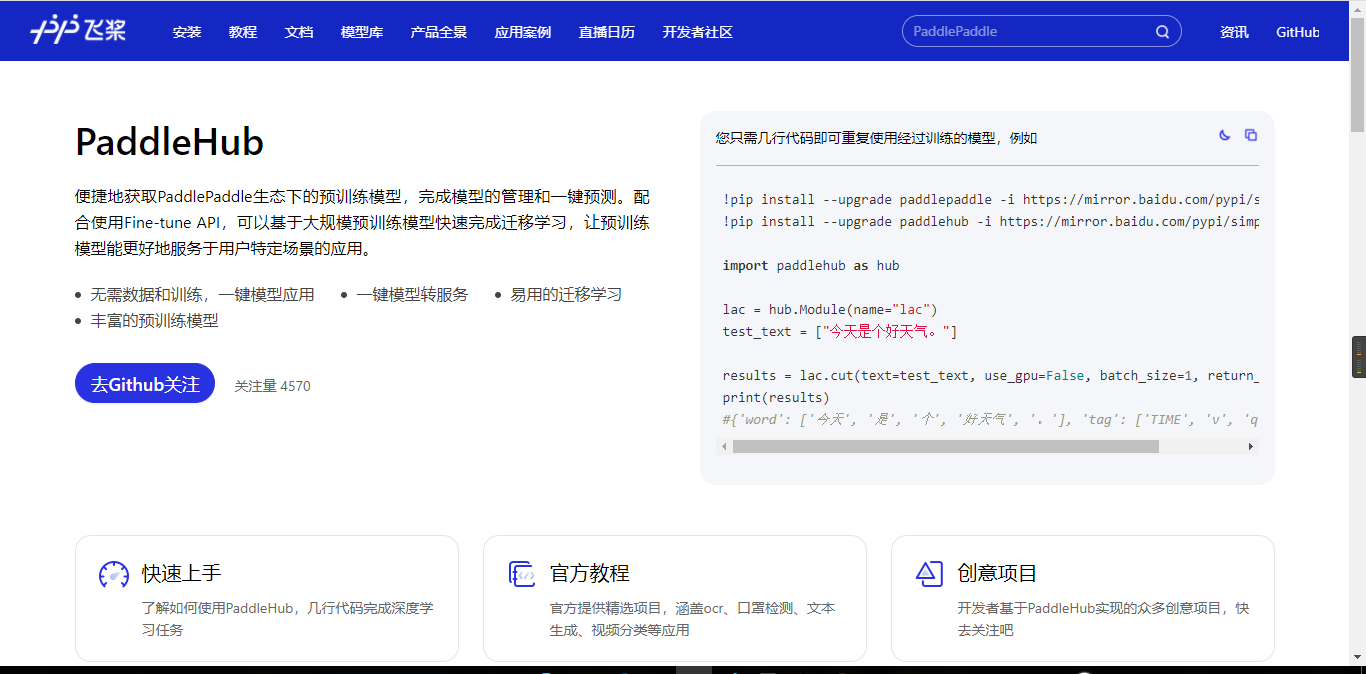 飞桨
安装 教程 文档 模型库 产品全景 应用案例 直播日历 开发者社区 PaddlePaddle 资讯 GitHub
PaddleHub
便捷地获取PaddlePaddle生态下的预训练模型，完成模型的管理和一键预测。配
合使用Fine-tune API，可以基于大规模预训练模型快速完成迁移学习，让预训练
模型能更好地服务于用户特定场景的应用。
无需数据和训练，一键模型应用 一键模型转服务 易用的迁移学习
丰富的预训练模型
去Github关注 关注量 4570
您只需几行代码即可重复使用经过训练的模型，例如
!pip install --upgrade paddlepaddle -i https://mirror.baidu.com/pypi/s
!pip install --upgrade paddlehub -i https://mirror.baidu.com/pypi/simp
import paddlehub as hub
lac = hub.Module(name="lac")
test_text = ["今天是个好天气。"]
results = lac.cut(text=test_text, use_gpu=False, batch_size=1, return_
print(results)
#{'word': ['今天', '是', '个', '好天气', '。'], 'tag': ['TIME', 'v', 'q
快速上手
了解如何使用PaddleHub，几行代码完成深度学
习任务
官方教程
官方提供精选项目，涵盖ocr、口罩检测、文本
生成、视频分类等应用
创意项目
开发者基于PaddleHub实现的众多创意项目，快
去关注吧